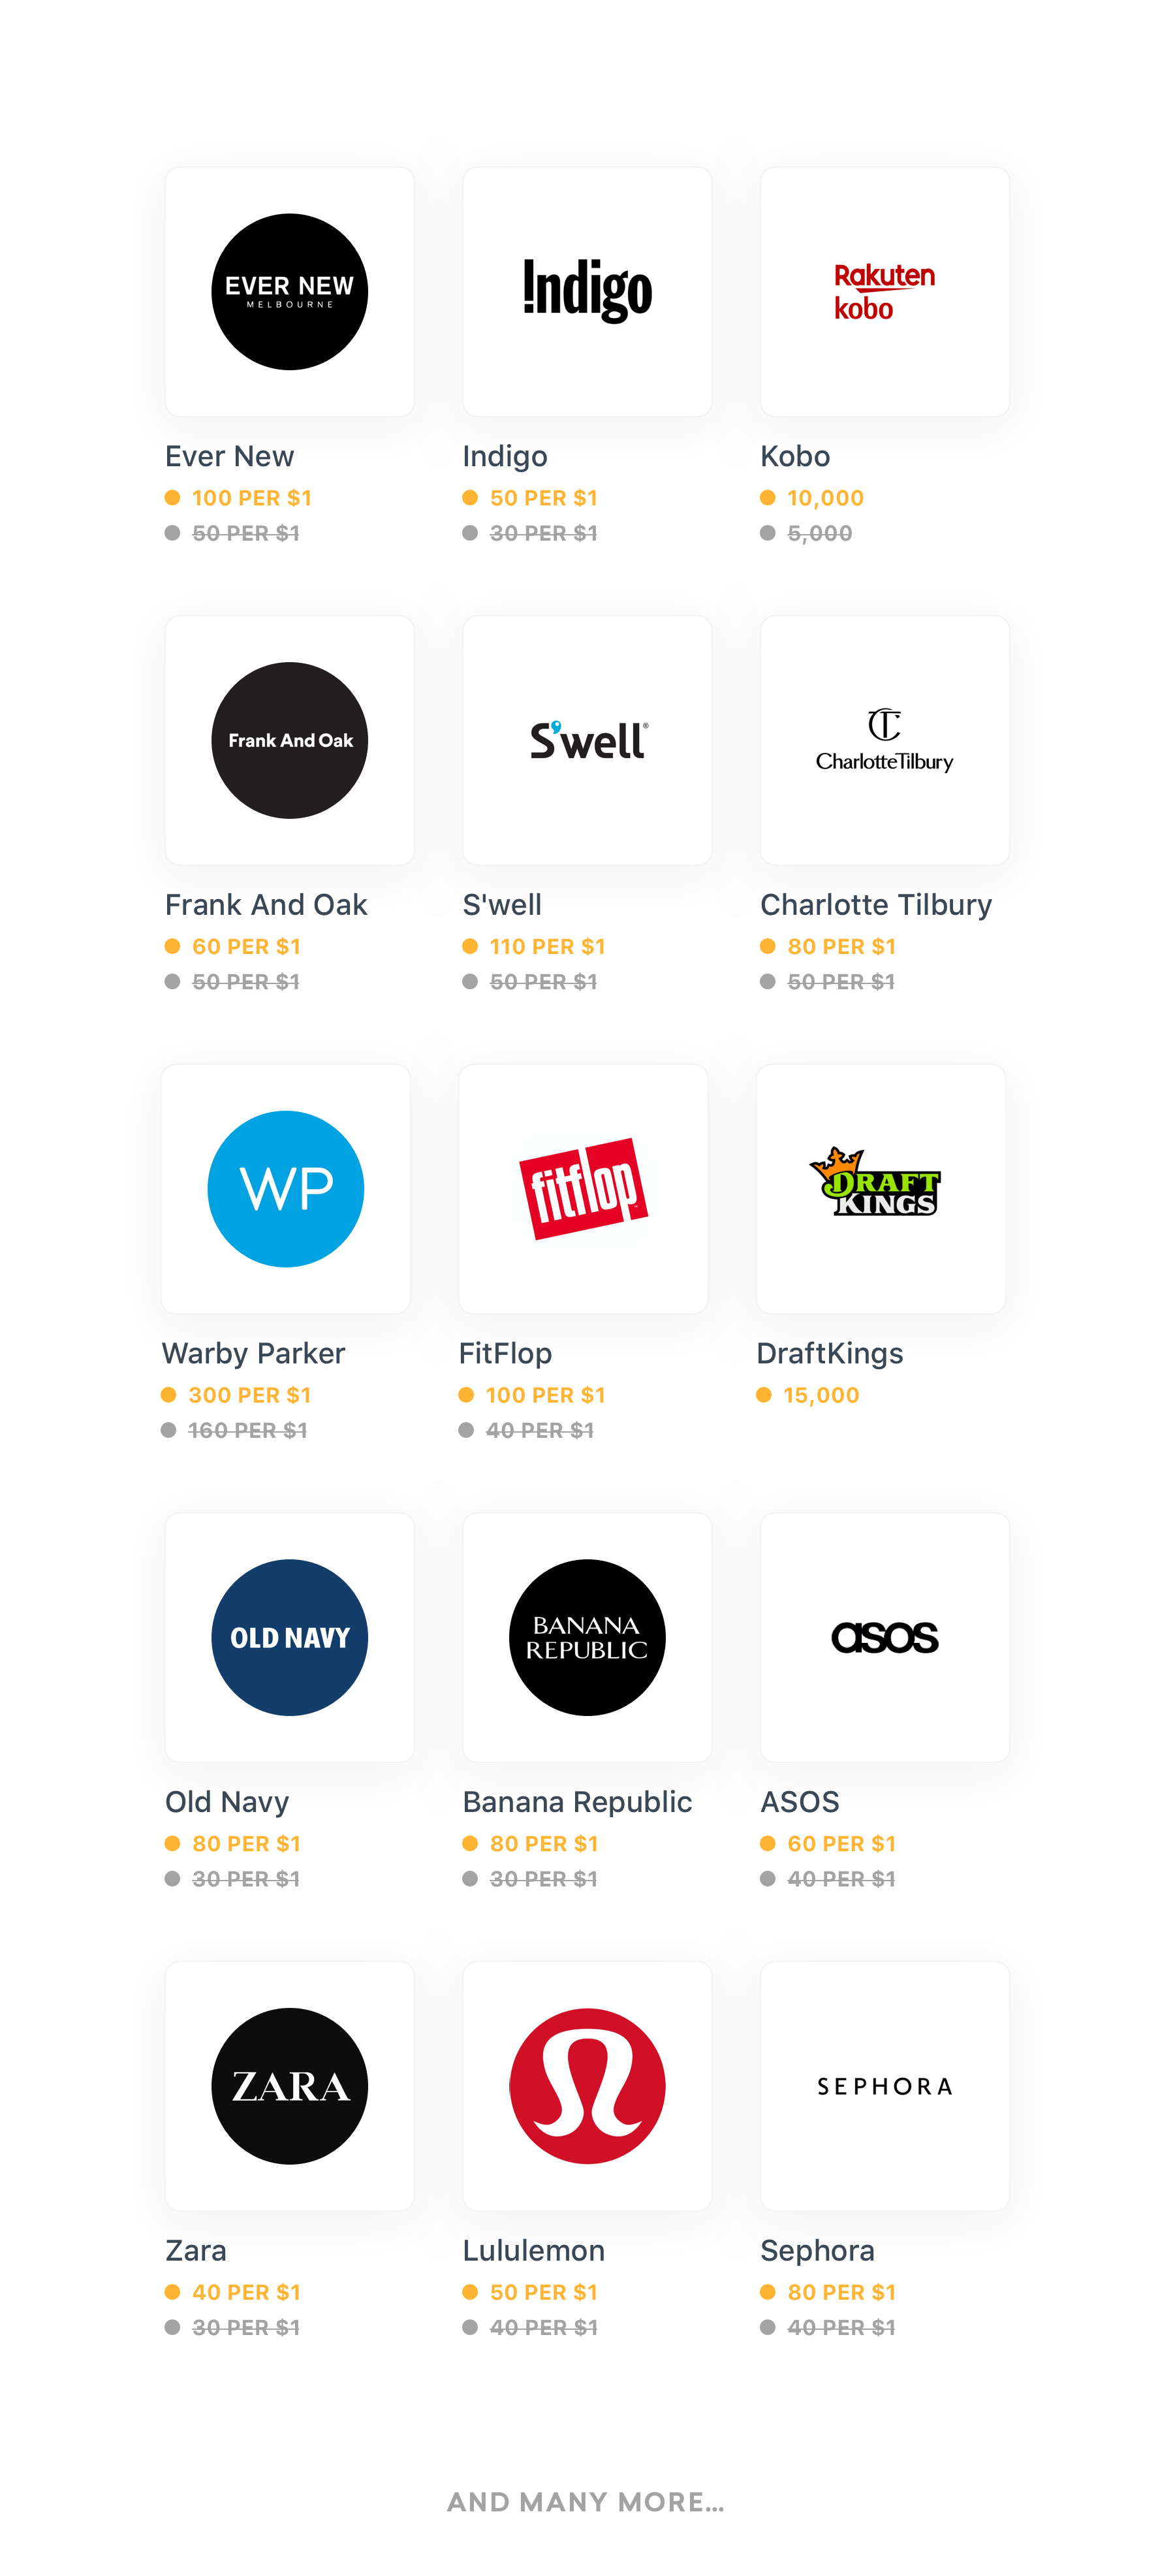 EVER NEW
MELBOURNE
Indigo
Rakuten
kobo
Ever New
Indigo
Kobo
100 PER $1
50 PER $1
10,000
50 PER $1
30 PER $1
5,000
Frank And Oak
S'well®
CT
CharlotteTilbury
Frank And Oak
S'well
Charlotte Tilbury
60 PER $1
110 PER $1
80 PER $1
50 PER $1
50 PER $1
50 PER $1
WP
fitflop
DRAFT
KINGS
Warby Parker
FitFlop
DraftKings
300 PER $1
100 PER $1
15,000
160 PER $1
40 PER $1
OLD NAVY
BANANA
REPUBLIC
asos
Old Navy
Banana Republic
ASOS
80 PER $1
80 PER $1
60 PER $1
30 PER $1
30 PER $1
40 PER $1
ZARA
SEPHORA
Zara
Lululemon
Sephora
40 PER $1
50 PER $1
80 PER $1
30 PER $1
40 PER $1
40 PER $1
AND MANY MORE...